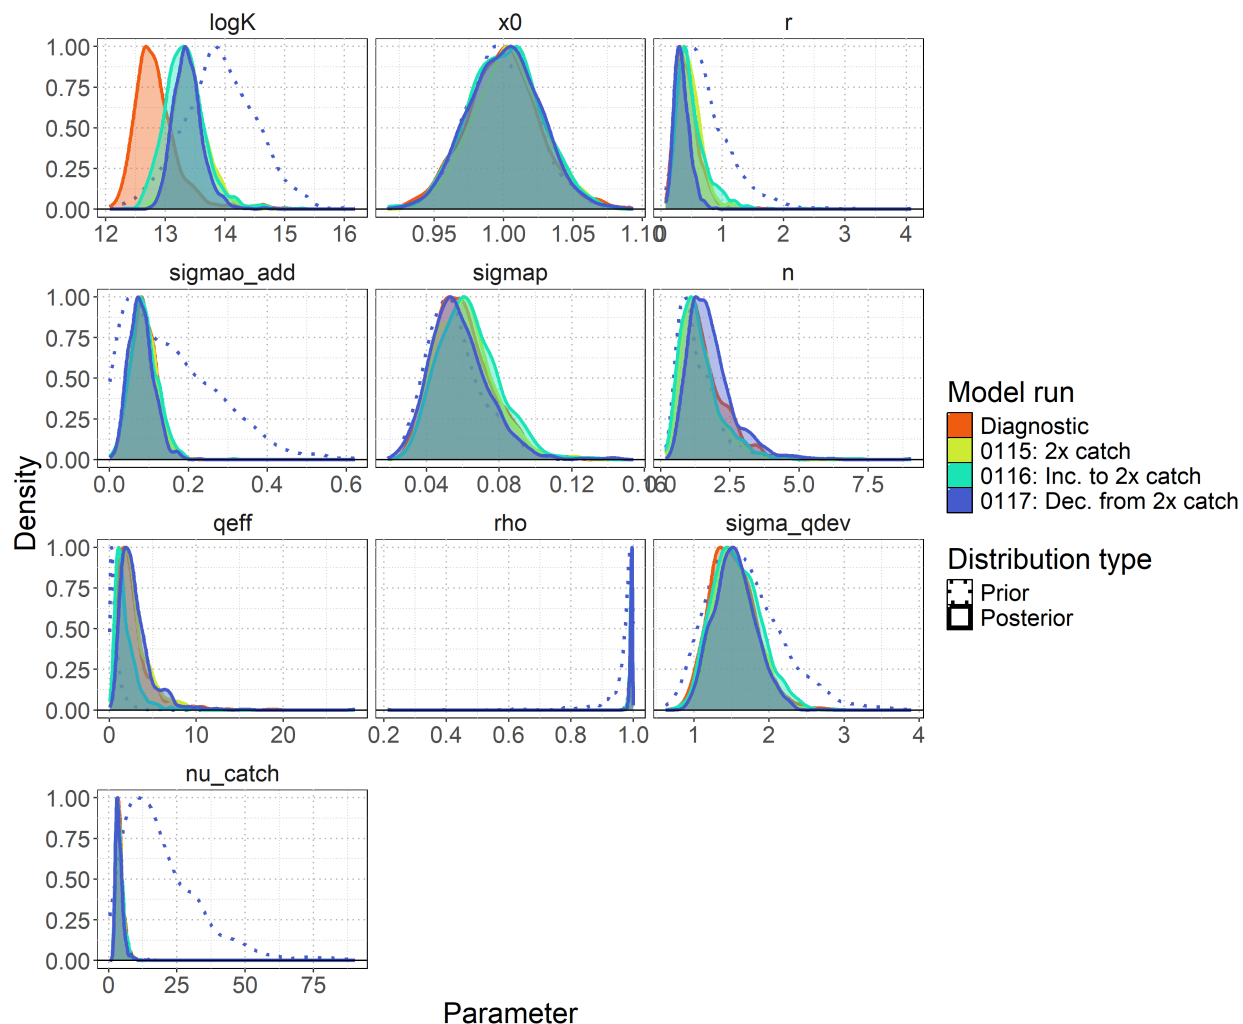 logK x0 r
1.00
0.75
0.50
0.25
0.00
12 13 14 15 16 0.95 1.00 1.05 1.10 0 1 2 3 4
sigmao_add sigmap n
1.00
0.75
0.50
0.25
0.00
0.0 0.2 0.4 0.6 0.04 0.08 0.12 0.16 0.0 2.5 5.0 7.5
qeff rho sigma_qdev
1.00
0.75
0.50
0.25
0.00
0 10 20 0.2 0.4 0.6 0.8 1.0 1 2 3 4
nu_catch
1.00
0.75
0.50
0.25
0.00
0 25 50 75
Density
Parameter
Model run
Diagnostic
0115: 2x catch
0116: Inc. to 2x catch
0117: Dec. from 2x catch
Distribution type
Prior
Posterior